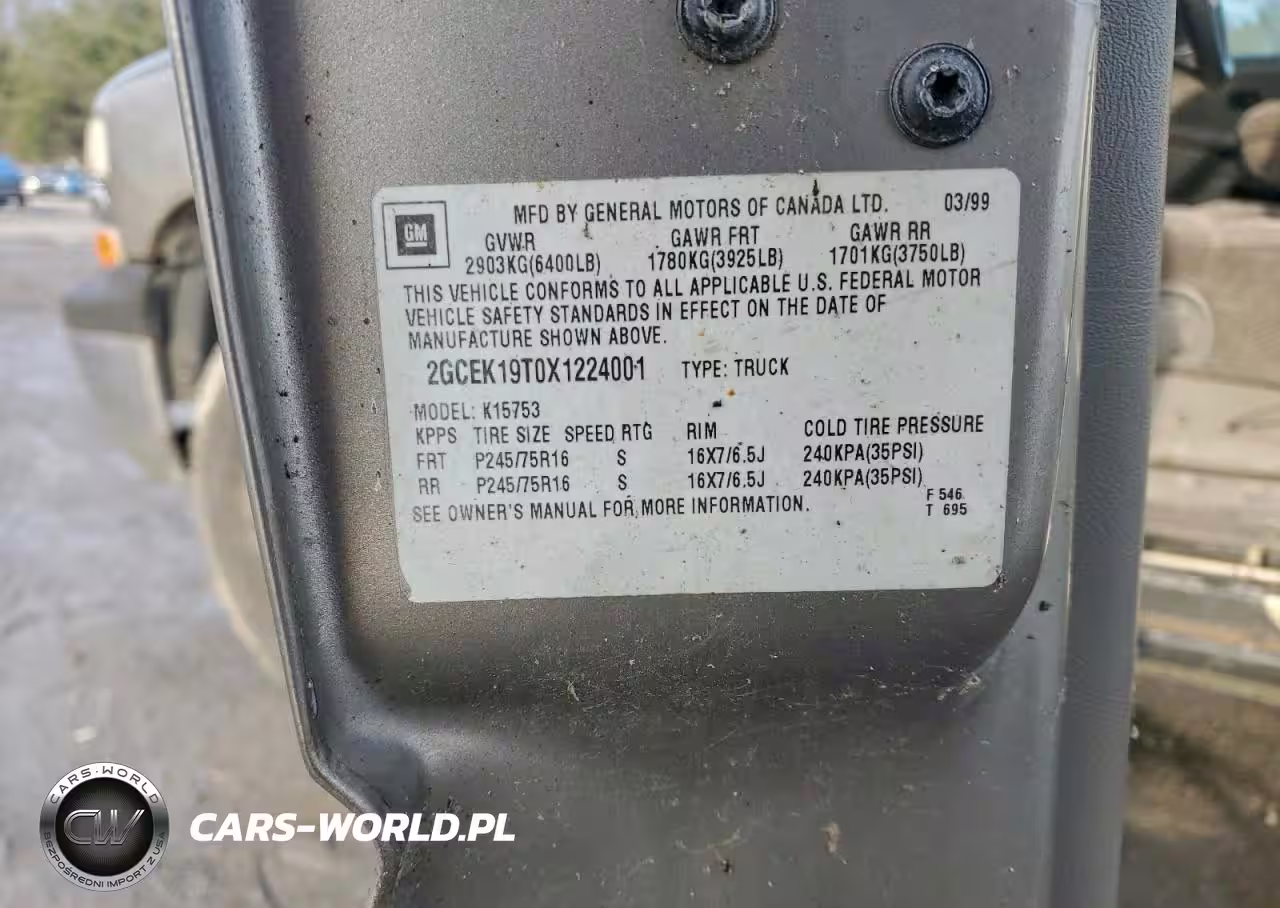 GM
MFD BY GENERAL MOTORS OF CANADA LTD. 03/99
GVWR GAWR FRT GAWR RR
2903KG(6400LB) 1780KG(3925LB) 1701KG(3750LB)
THIS VEHICLE CONFORMS TO ALL APPLICABLE U.S. FEDERAL MOTOR
VEHICLE SAFETY STANDARDS IN EFFECT ON THE DATE OF
MANUFACTURE SHOWN ABOVE.
2GCEK19T0X1224001 TYPE: TRUCK
MODEL: K15753
KPPS TIRE SIZE SPEED RTG RIM COLD TIRE PRESSURE
FRT P245/75R16 S 16X7/6.5J 240KPA(35PSI)
RR P245/75R16 S 16X7/6.5J 240KPA(35PSI)
SEE OWNER'S MANUAL FOR MORE INFORMATION.
F 546
T 695
CARS-WORLD
CW
BEZPOŚREDNI IMPORT Z USA
CARS-WORLD.PL